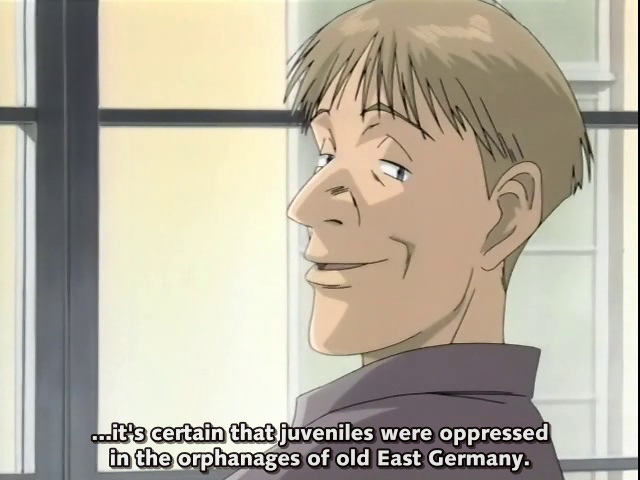 ...it's certain that juveniles were oppressed
in the orphanages of old East Germany.